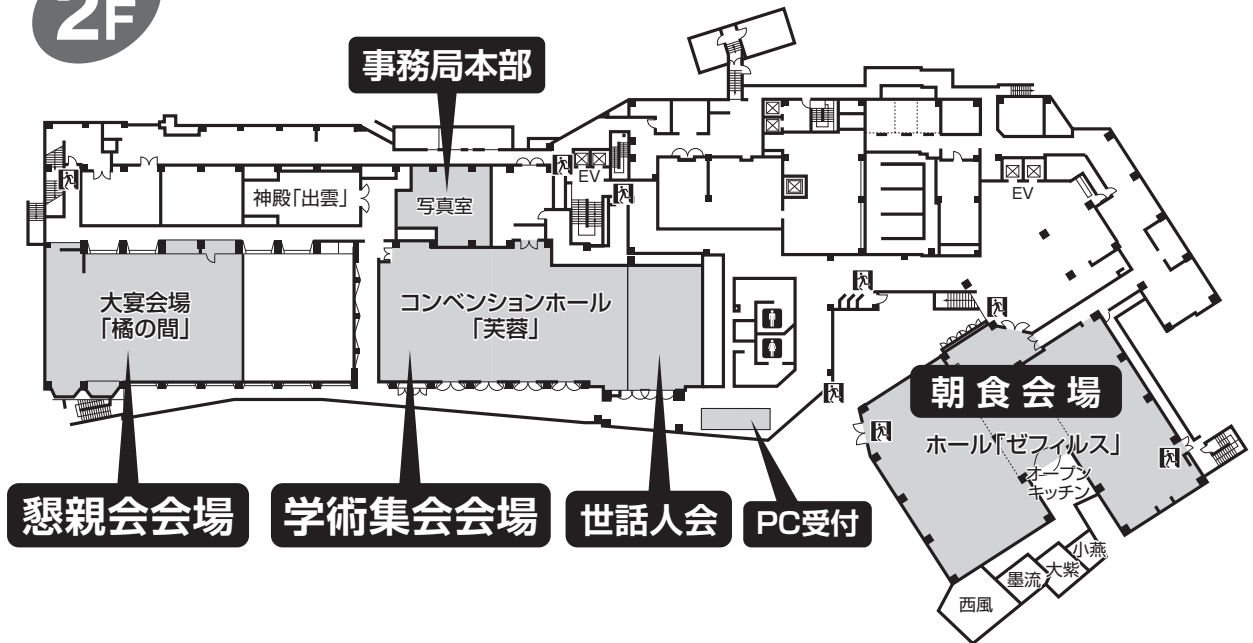 2F
事務局本部
EV
神殿「出雲」
写真室
EV
大宴会場
「橘の間」
コンベンションホール
「芙蓉」
朝食会場
ホール「ゼフィルス」
オープン
キッチン
懇親会会場
学術集会会場
世話人会
PC受付
小燕
大紫
墨流
西風